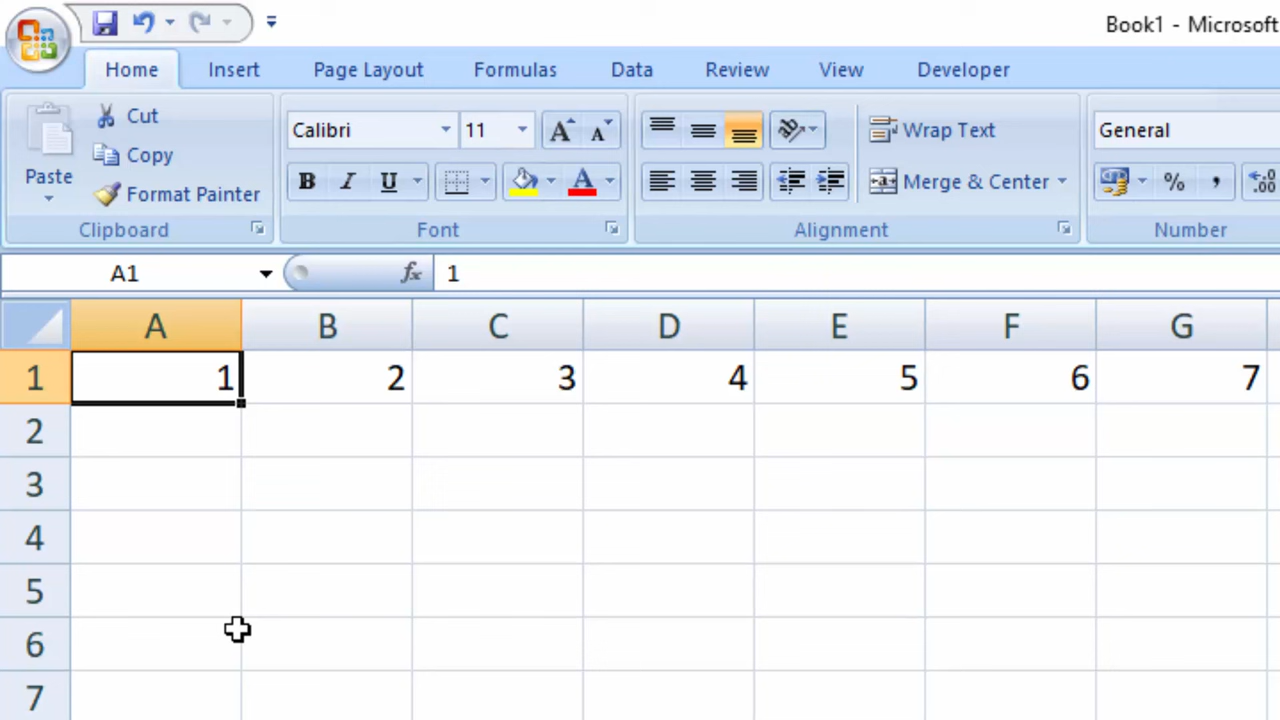 Book1 - Microsoft
Home Insert Page Layout Formulas Data Review View Developer
Paste
Cut
Copy
Format Painter
Clipboard
Calibri 11
A A
B I U A
Font
Wrap Text
Merge & Center
Alignment
General
% , .00
Number
A1 fx 1
A B C D E F G
1 1 2 3 4 5 6 7
2
3
4
5
6
7